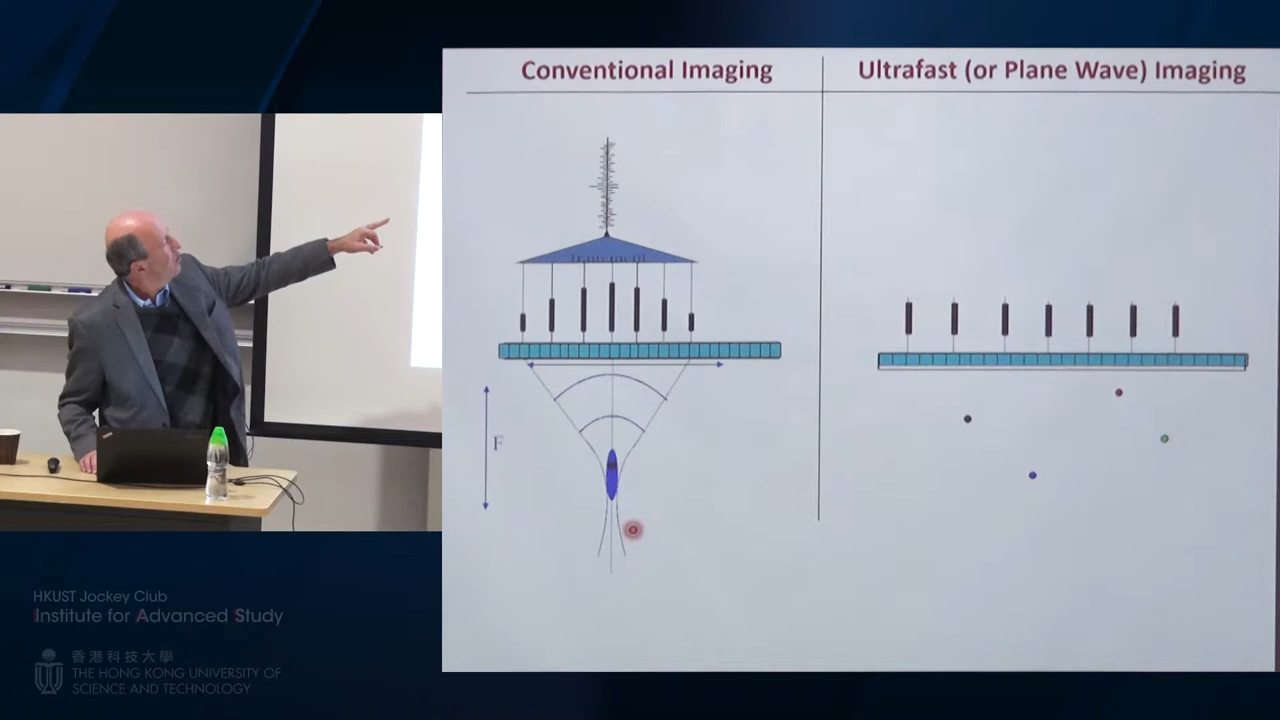 Conventional Imaging
Ultrafast (or Plane Wave) Imaging
F
HKUST Jockey Club
Institute for Advanced Study
香港科技大學
THE HONG KONG UNIVERSITY OF
SCIENCE AND TECHNOLOGY